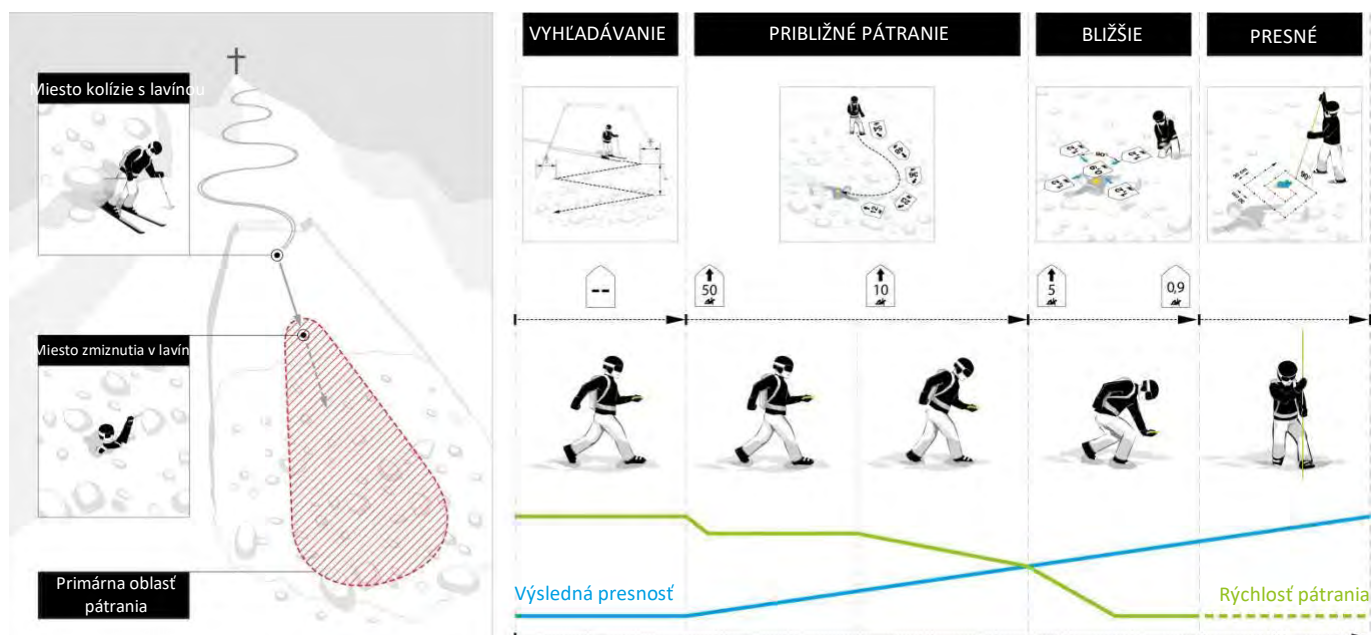 Miesto kolízie s lavínou
Miesto zmiznutia v lavín
Primárna oblasť
pátrania
VYHĽADÁVANIE
PRIBLIŽNÉ PÁTRANIE
BLIŽŠIE
PRESNÉ
--
50
10
5
0,9
Výsledná presnosť
Rýchlosť pátrania